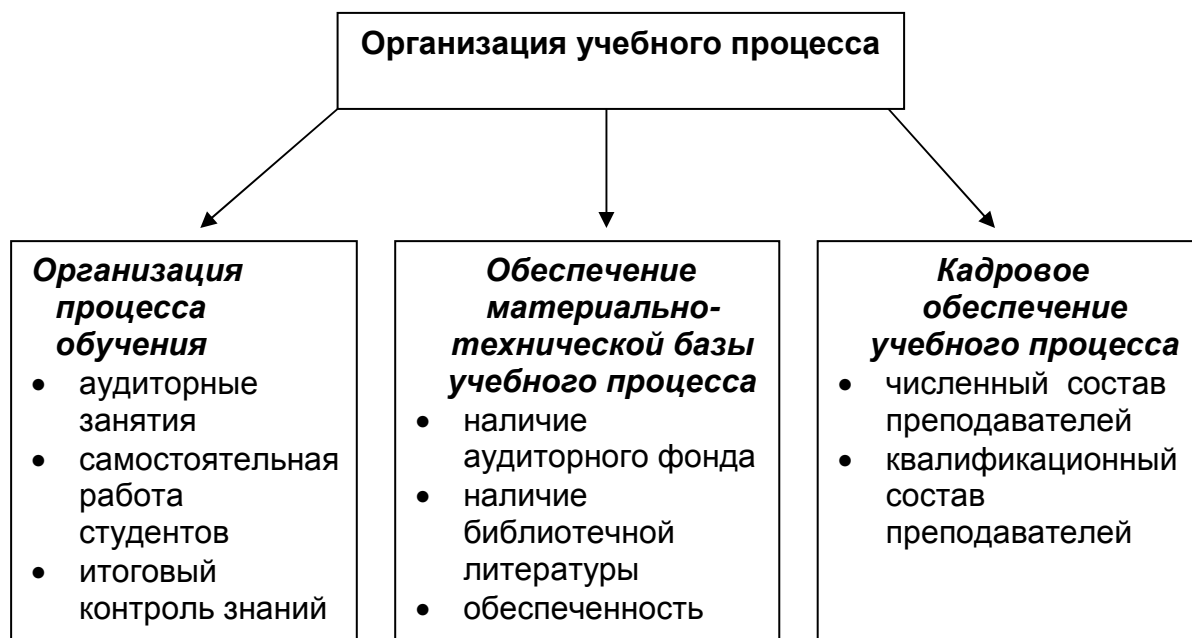 Организация учебного процесса
Организация
процесса
обучения
• аудиторные
занятия
• самостоятельная
работа
студентов
• итоговый
контроль знаний
Обеспечение
материально-
технической базы
учебного процесса
• наличие
аудиторного фонда
• наличие
библиотечной
литературы
• обеспеченность
Кадровое
обеспечение
учебного процесса
• численный состав
преподавателей
• квалификационный
состав
преподавателей